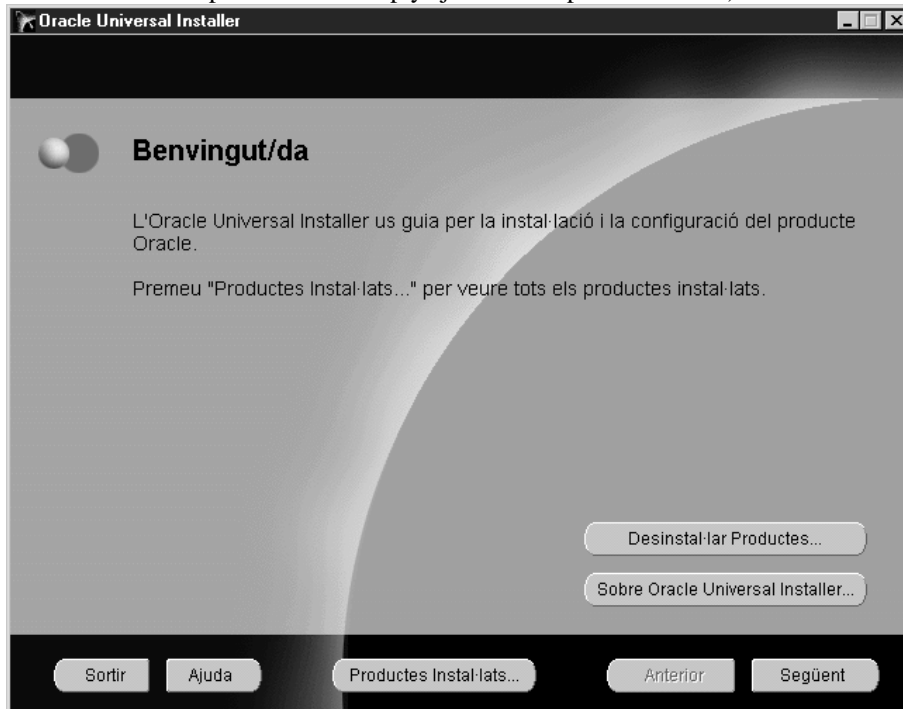 Oracle Universal Installer
Benvingut/da
L'Oracle Universal Installer us guia per la instal·lació i la configuració del producte
Oracle.
Premeu "Productes Instal·lats..." per veure tots els productes instal·lats.
Desinstal·lar Productes...
Sobre Oracle Universal Installer...
Sortir Ajuda Productes Instal·lats... Anterior Següent